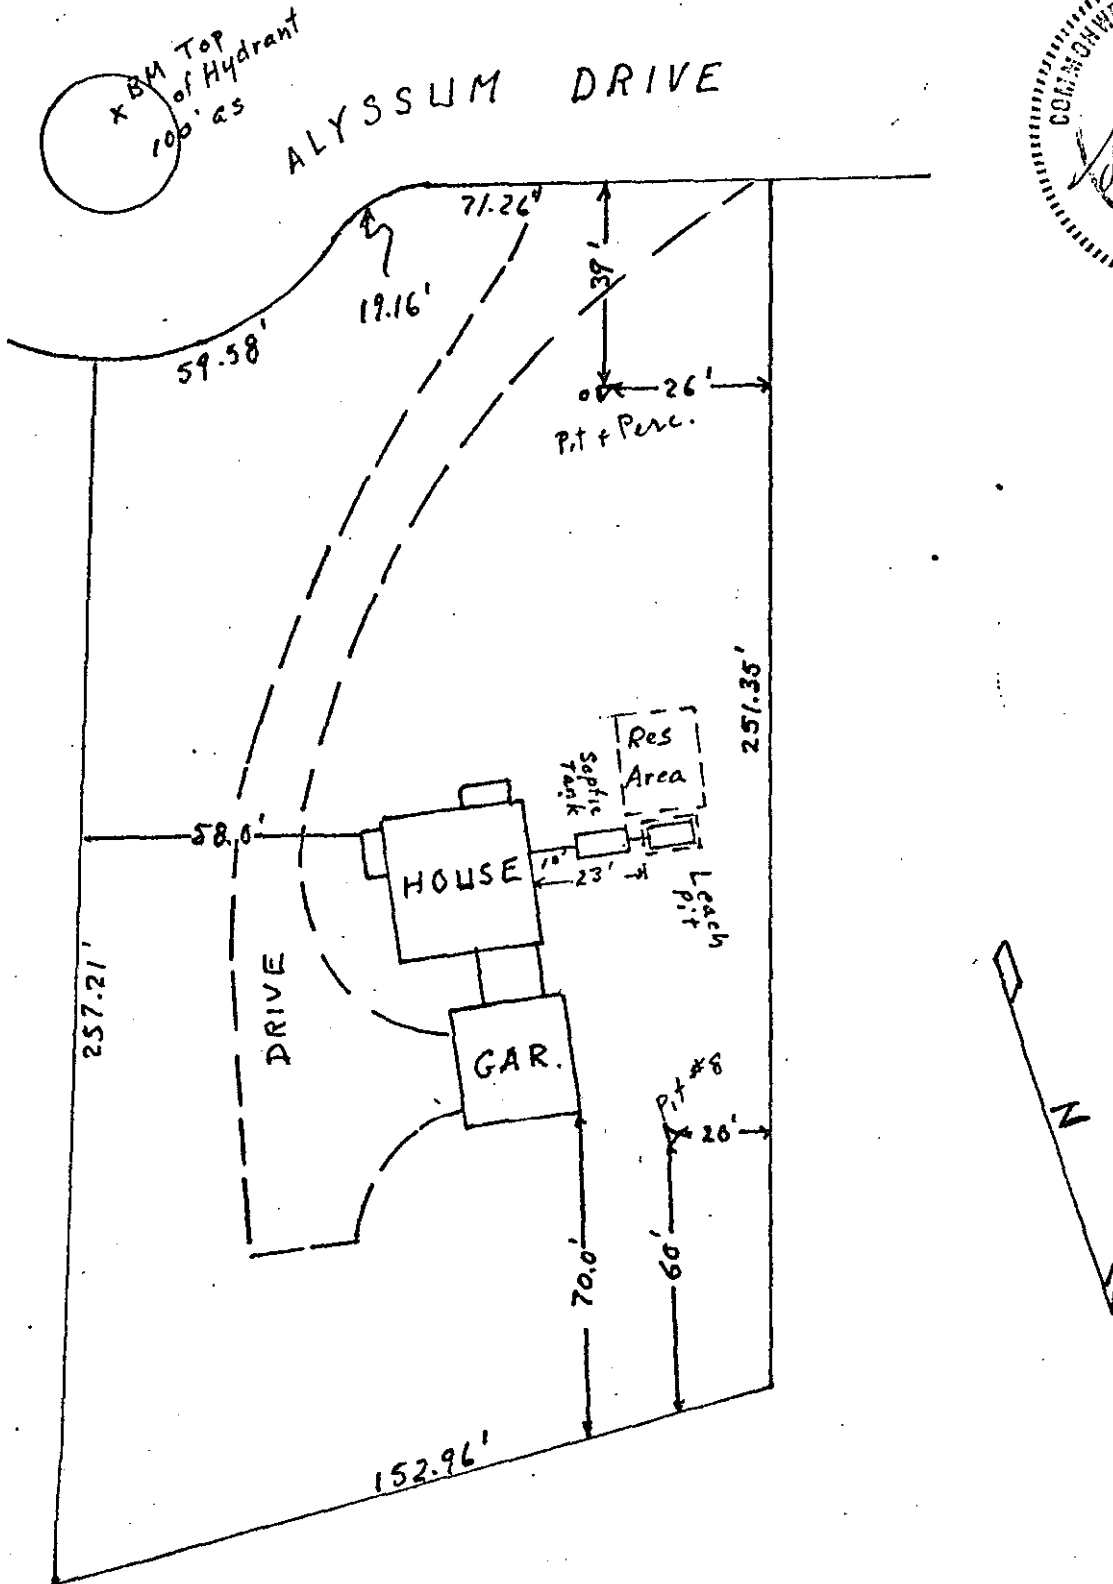 BM Top
of Hydrant
100' as
ALYSSUM DRIVE
COMMONWE
71.26'
39'
19.16'
59.58'
26'
Pit + Perc.
251.35'
Res
Area
Septic
Tank
58.0'
HOUSE
10'
23'
Leach
pit
257.21'
DRIVE
GAR.
Pit #8
20'
N
70.0'
60'
152.96'